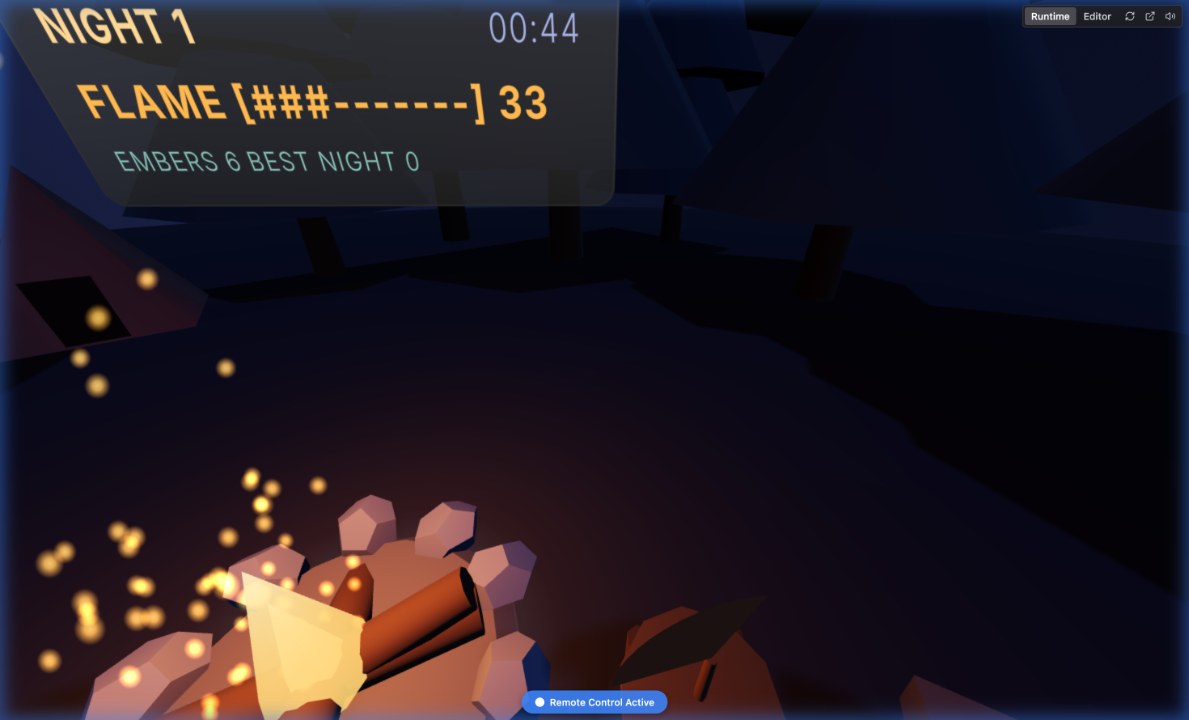 NIGHT 1 00:44
Runtime Editor
FLAME [###-------] 33
EMBERS 6 BEST NIGHT 0
Remote Control Active